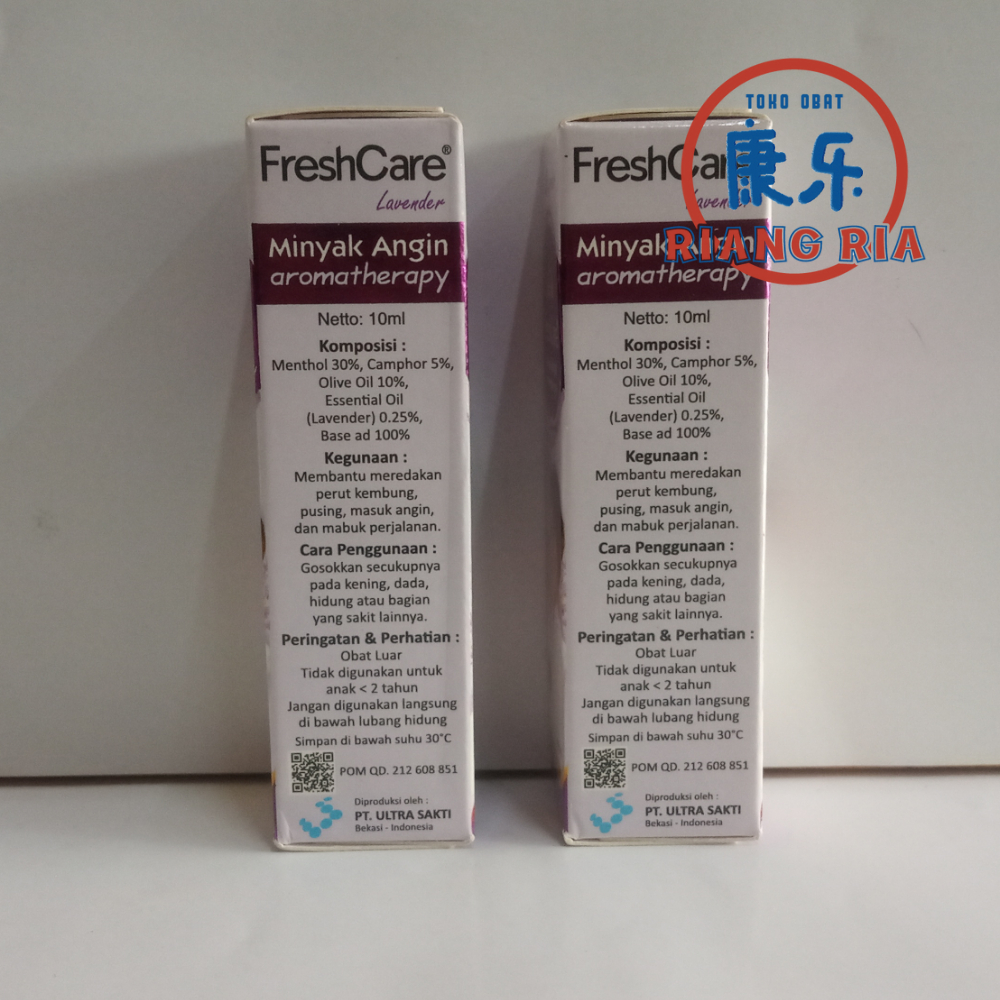 FreshCare®
Lavender
Minyak Angin
aromatherapy
Netto: 10ml
Komposisi :
Menthol 30%, Camphor 5%,
Olive Oil 10%,
Essential Oil
(Lavender) 0.25%,
Base ad 100%
Kegunaan :
Membantu meredakan
perut kembung,
pusing, masuk angin,
dan mabuk perjalanan.
Cara Penggunaan :
Gosokkan secukupnya
pada kening, dada,
hidung atau bagian
yang sakit lainnya.
Peringatan & Perhatian :
Obat Luar
Tidak digunakan untuk
anak < 2 tahun
Jangan digunakan langsung
di bawah lubang hidung
Simpan di bawah suhu 30°C
POM QD. 212 608 851
Diproduksi oleh :
PT. ULTRA SAKTI
Bekasi - Indonesia
FreshCare
Lavender
Minyak Angin
aromatherapy
Netto: 10ml
Komposisi :
Menthol 30%, Camphor 5%,
Olive Oil 10%,
Essential Oil
(Lavender) 0.25%,
Base ad 100%
Kegunaan :
Membantu meredakan
perut kembung,
pusing, masuk angin,
dan mabuk perjalanan.
Cara Penggunaan :
Gosokkan secukupnya
pada kening, dada,
hidung atau bagian
yang sakit lainnya.
Peringatan & Perhatian :
Obat Luar
Tidak digunakan untuk
anak < 2 tahun
Jangan digunakan langsung
di bawah lubang hidung
Simpan di bawah suhu 30°C
POM QD. 212 608 851
Diproduksi oleh :
PT. ULTRA SAKTI
Bekasi - Indonesia
TOKO OBAT
康乐
RIANG RIA